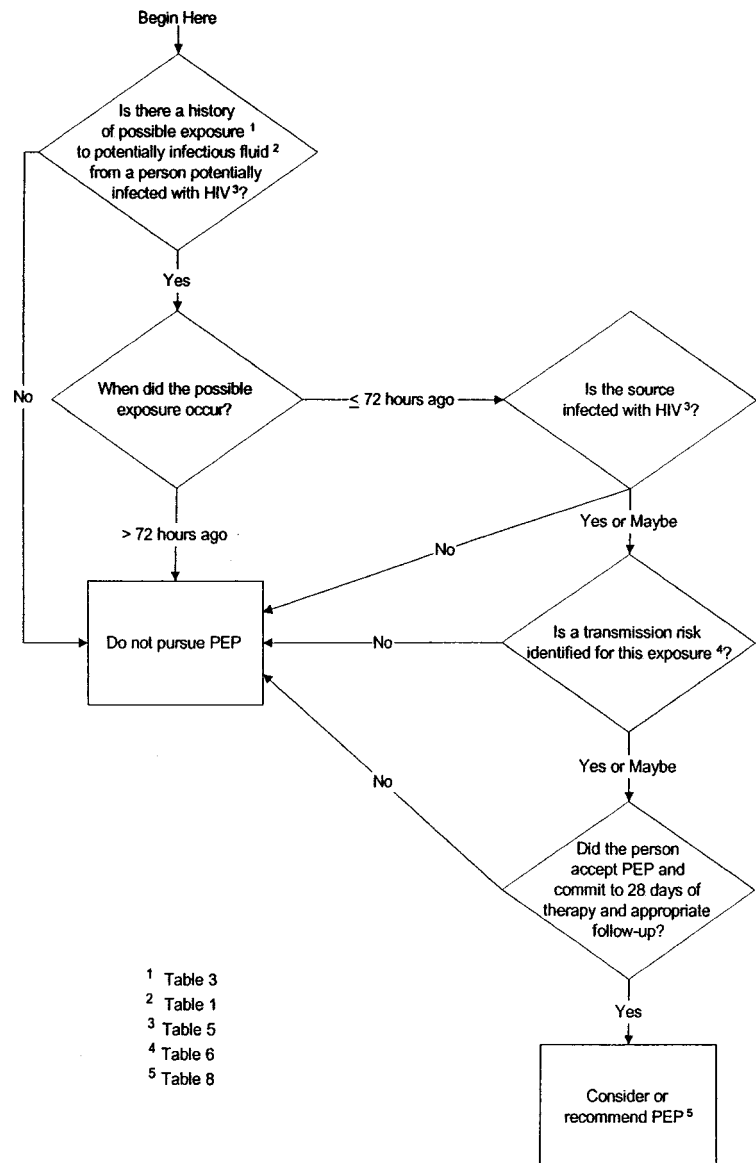 Begin Here
Is there a history
of possible exposure 1
to potentially infectious fluid 2
from a person potentially
infected with HIV 3?
Yes
No
When did the possible
exposure occur?
≤ 72 hours ago
Is the source
infected with HIV 3?
> 72 hours ago
No
Yes or Maybe
Do not pursue PEP
No
Is a transmission risk
identified for this exposure 4?
No
Yes or Maybe
Did the person
accept PEP and
commit to 28 days of
therapy and appropriate
follow-up?
1 Table 3
2 Table 1
3 Table 5
4 Table 6
5 Table 8
Yes
Consider or
recommend PEP 5